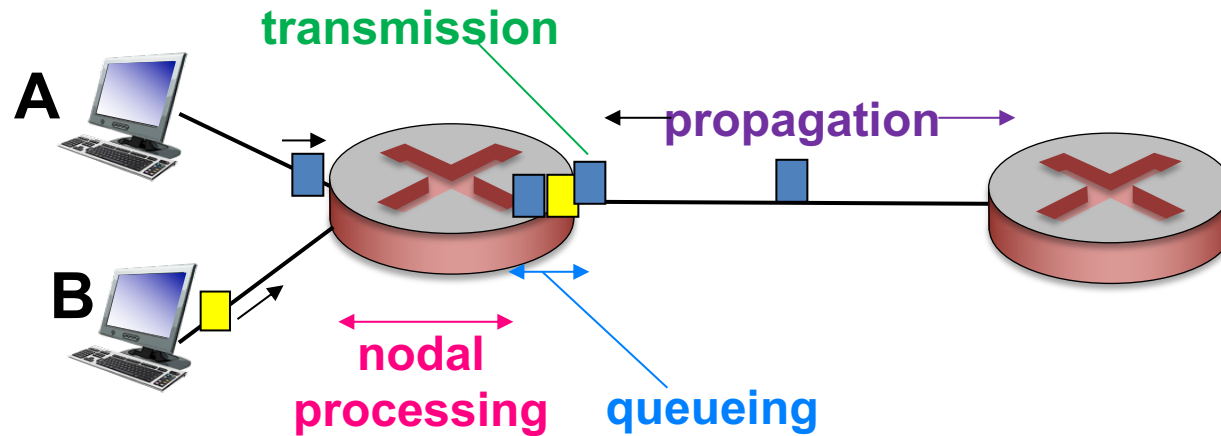 transmission
A
propagation
B
nodal
processing
queueing